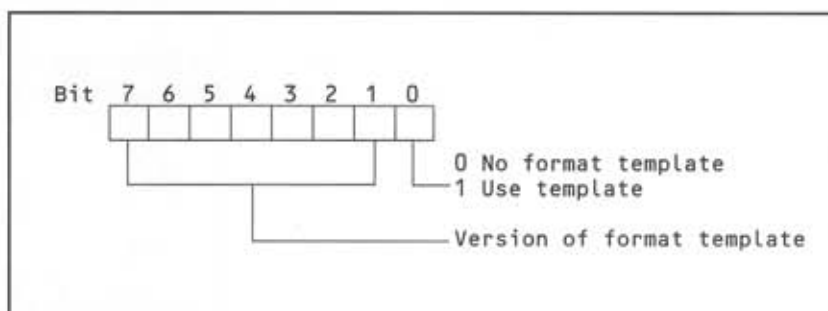 Bit 7 6 5 4 3 2 1 0
0 No format template
1 Use template
Version of format template